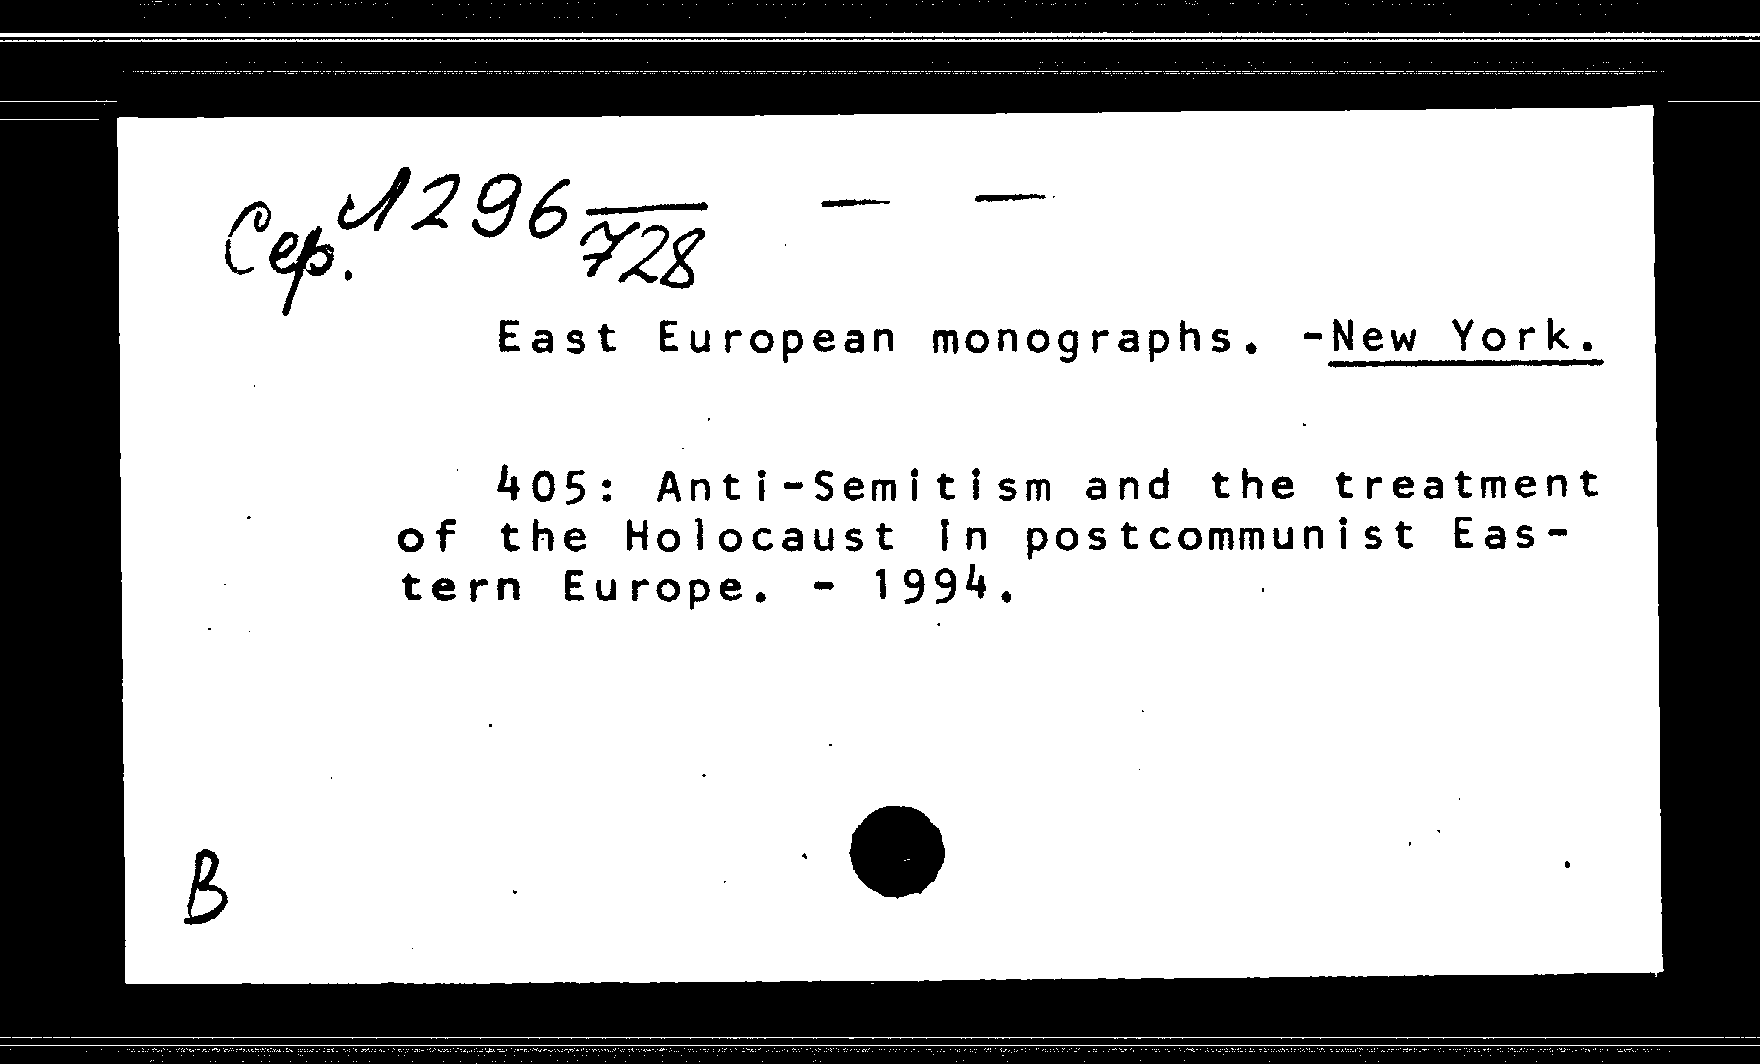 Сер. И296/728 — —
East European monographs. -New York.
405: Anti-Semitism and the treatment
of the Holocaust in postcommunist Eas-
tern Europe. - 1994.
В